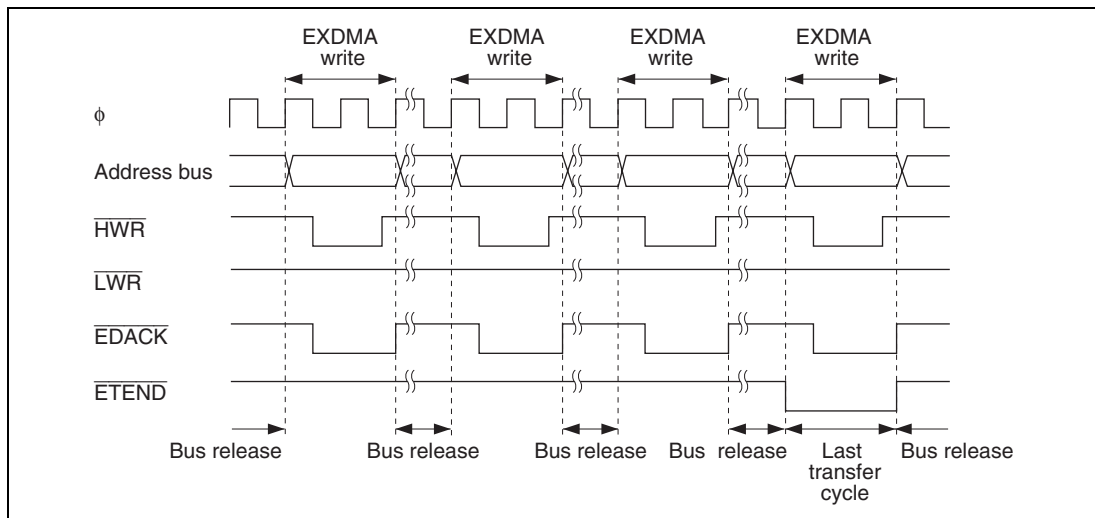 EXDMA
write
EXDMA
write
EXDMA
write
EXDMA
write
ϕ
Address bus
HWR
LWR
EDACK
ETEND
Bus release
Bus release
Bus release
Bus release
Last
transfer
cycle
Bus release